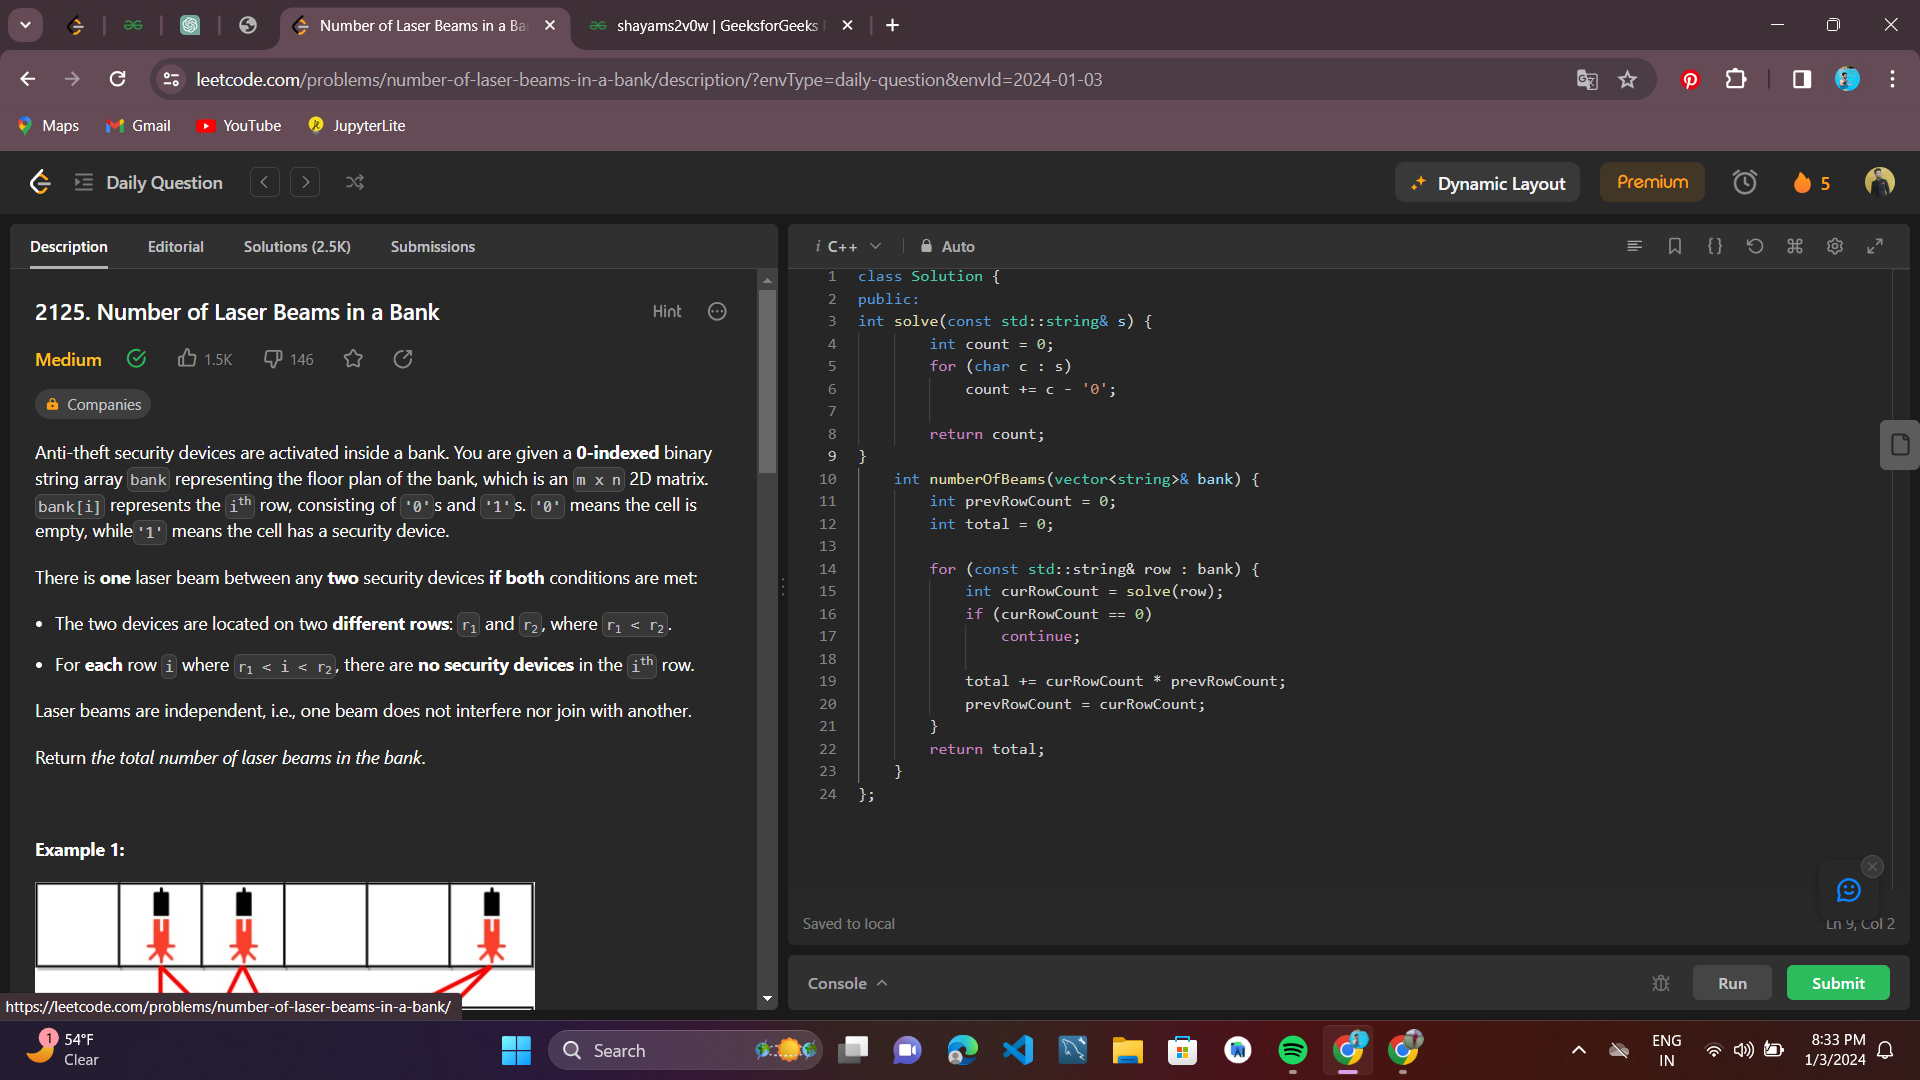 Number of Laser Beams in a Ba
shayams2v0w | GeeksforGeeks
leetcode.com/problems/number-of-laser-beams-in-a-bank/description/?envType=daily-question&envId=2024-01-03
Maps
Gmail
YouTube
JupyterLite
Daily Question
Dynamic Layout
Premium
5
Description
Editorial
Solutions (2.5K)
Submissions
2125. Number of Laser Beams in a Bank
Hint
Medium
1.5K
146
Companies
Anti-theft security devices are activated inside a bank. You are given a 0-indexed binary
string array bank representing the floor plan of the bank, which is an m x n 2D matrix.
bank[i] represents the ith row, consisting of '0's and '1's. '0' means the cell is
empty, while '1' means the cell has a security device.
There is one laser beam between any two security devices if both conditions are met:
• The two devices are located on two different rows: r1 and r2, where r1 < r2.
• For each row i where r1 < i < r2, there are no security devices in the ith row.
Laser beams are independent, i.e., one beam does not interfere nor join with another.
Return the total number of laser beams in the bank.
Example 1:
https://leetcode.com/problems/number-of-laser-beams-in-a-bank/
i C++
Auto
1 class Solution {
2 public:
3 int solve(const std::string& s) {
4 int count = 0;
5 for (char c : s)
6 count += c - '0';
7
8 return count;
9 }
10 int numberOfBeams(vector<string>& bank) {
11 int prevRowCount = 0;
12 int total = 0;
13
14 for (const std::string& row : bank) {
15 int curRowCount = solve(row);
16 if (curRowCount == 0)
17 continue;
18
19 total += curRowCount * prevRowCount;
20 prevRowCount = curRowCount;
21 }
22 return total;
23 }
24 };
Saved to local
Ln 9, Col 2
Console
Run
Submit
1
54°F
Clear
Search
ENG
IN
8:33 PM
1/3/2024